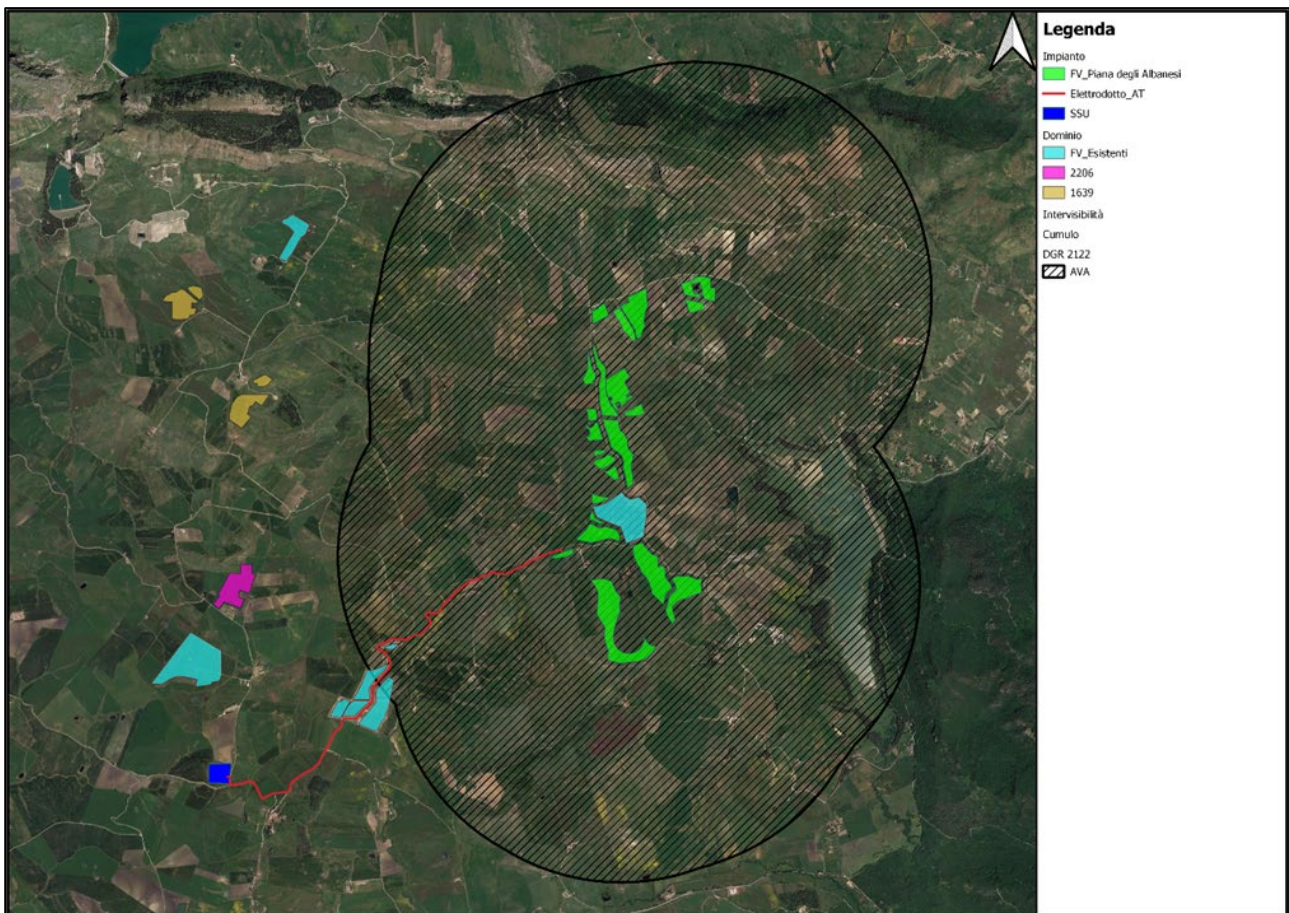 Legenda
Impianto
FV_Piana degli Albanesi
Elettrodotto_AT
SSU
Dominio
FV_Esistenti
2206
1639
Intervisibilità
Cumulo
DGR 2122
AVA